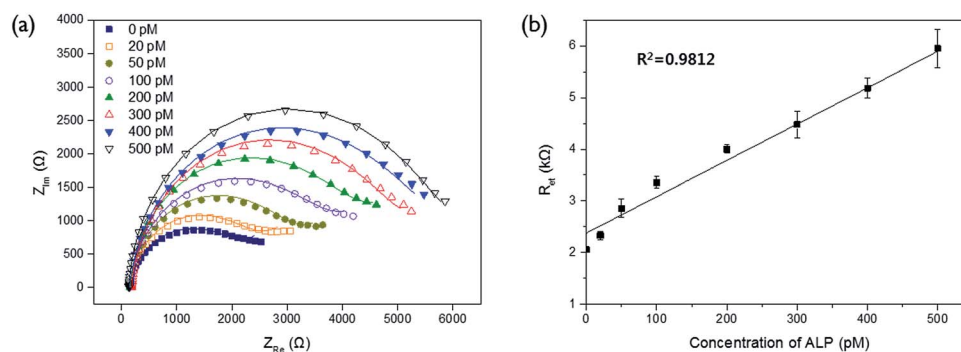 (a)
4000
3500
3000
2500
2000
1500
1000
500
0
Z_Im (Ω)
0 pM
20 pM
50 pM
100 pM
200 pM
300 pM
400 pM
500 pM
0 1000 2000 3000 4000 5000 6000
Z_Re (Ω)
(b)
6
5
4
3
2
1
R_et (kΩ)
R²=0.9812
0 100 200 300 400 500
Concentration of ALP (pM)